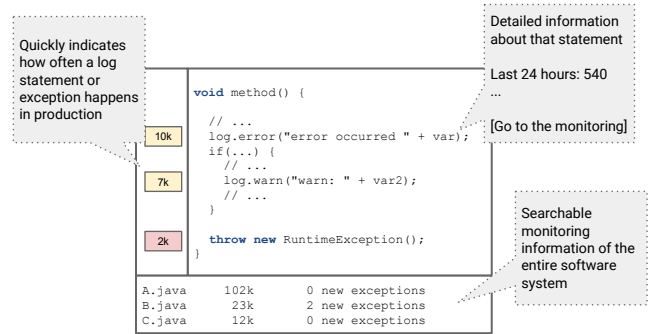 Quickly indicates
how often a log
statement or
exception happens
in production
Detailed information
about that statement
Last 24 hours: 540
...
[Go to the monitoring]
void method() {
// ...
10k
log.error("error occurred " + var);
if(...) {
// ...
7k
log.warn("warn: " + var2);
// ...
}
2k
throw new RuntimeException();
}
Searchable
monitoring
information of the
entire software
system
A.java 102k 0 new exceptions
B.java 23k 2 new exceptions
C.java 12k 0 new exceptions